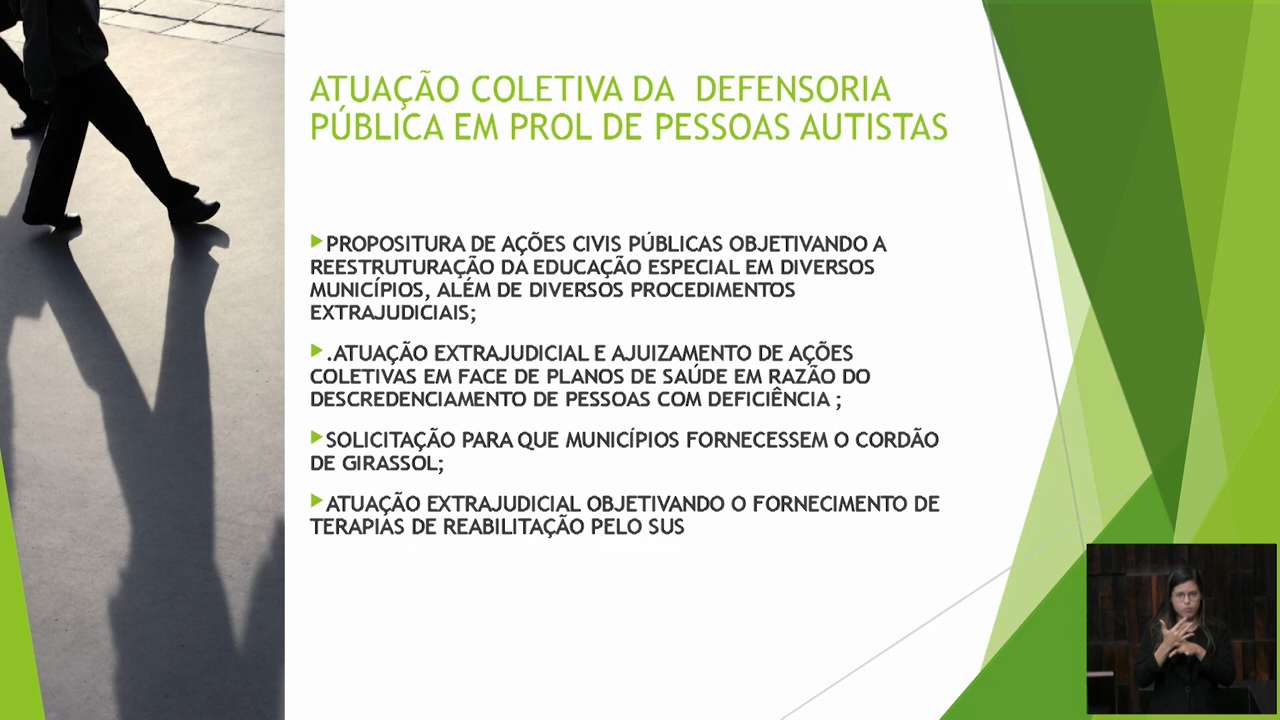 ATUAÇÃO COLETIVA DA DEFENSORIA
PÚBLICA EM PROL DE PESSOAS AUTISTAS
PROPOSITURA DE AÇÕES CIVIS PÚBLICAS OBJETIVANDO A
REESTRUTURAÇÃO DA EDUCAÇÃO ESPECIAL EM DIVERSOS
MUNICÍPIOS, ALÉM DE DIVERSOS PROCEDIMENTOS
EXTRAJUDICIAIS;
.ATUAÇÃO EXTRAJUDICIAL E AJUIZAMENTO DE AÇÕES
COLETIVAS EM FACE DE PLANOS DE SAÚDE EM RAZÃO DO
DESCREDENCIAMENTO DE PESSOAS COM DEFICIÊNCIA ;
SOLICITAÇÃO PARA QUE MUNICÍPIOS FORNECESSEM O CORDÃO
DE GIRASSOL;
ATUAÇÃO EXTRAJUDICIAL OBJETIVANDO O FORNECIMENTO DE
TERAPIAS DE REABILITAÇÃO PELO SUS